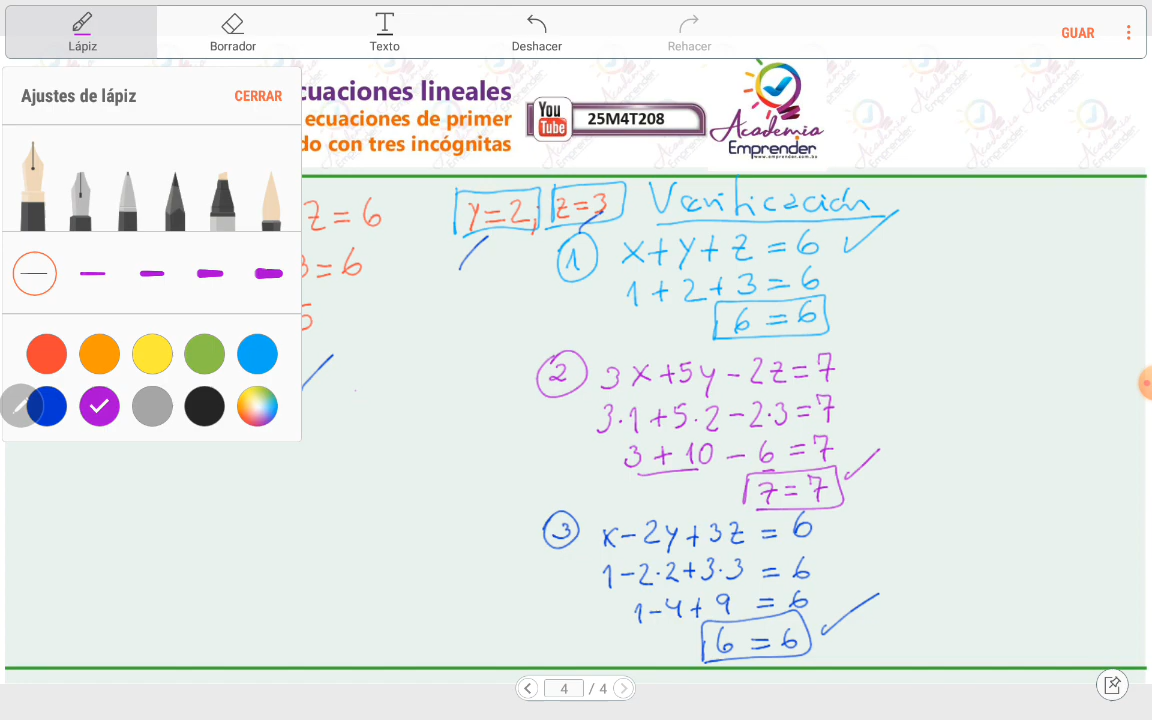 Lápiz
Borrador
Texto
Deshacer
Rehacer
GUAR
Ajustes de lápiz
CERRAR
cuaciones lineales
ecuaciones de primer
do con tres incógnitas
You
Tube
25M4T208
Academia
Emprender
www.emprender.com.bo
z = 6
3 = 6
5
y = 2, z = 3
Verificación
1 x + y + z = 6 ✓
1 + 2 + 3 = 6
6 = 6
2 3x + 5y - 2z = 7
3·1 + 5·2 - 2·3 = 7
3 + 10 - 6 = 7
7 = 7 ✓
3 x - 2y + 3z = 6
1 - 2·2 + 3·3 = 6
1 - 4 + 9 = 6
6 = 6 ✓
4 / 4